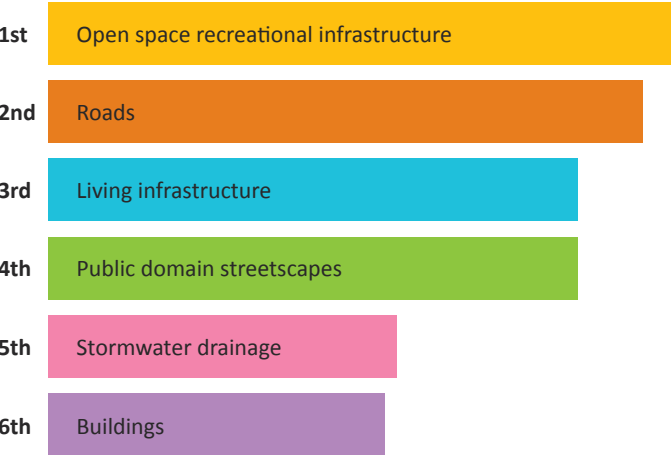 1st Open space recreational infrastructure
2nd Roads
3rd Living infrastructure
4th Public domain streetscapes
5th Stormwater drainage
6th Buildings